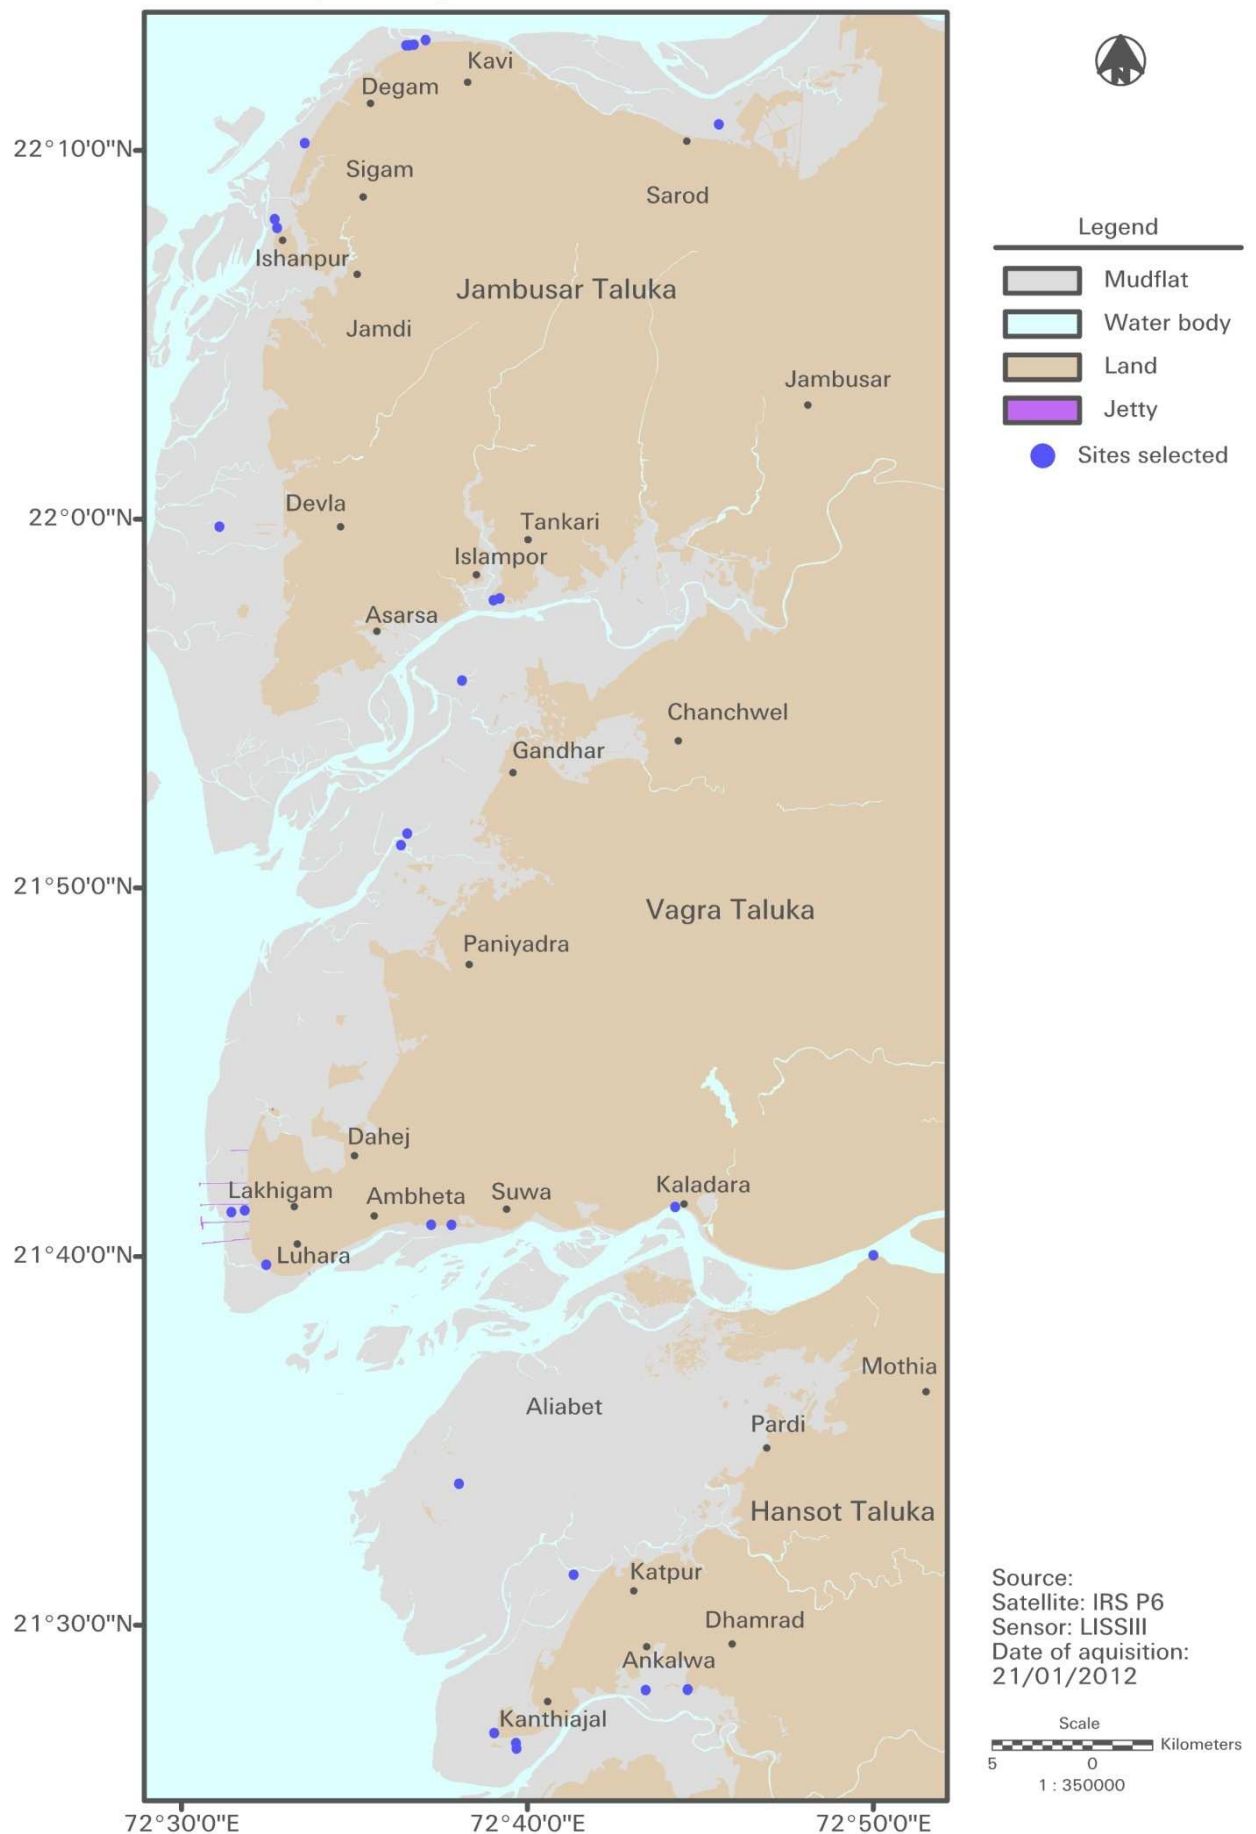 N
Kavi
Degam
22°10'0"N
Sigam
Sarod
Ishanpur
Jambusar Taluka
Jamdi
Jambusar
Devla
22°0'0"N
Tankari
Islampor
Asarsa
Chanchwel
Gandhar
21°50'0"N
Vagra Taluka
Paniyadra
Dahej
Lakhigam
Ambheta
Suwa
Kaladara
21°40'0"N
Luhara
Mothia
Aliabet
Pardi
Hansot Taluka
Katpur
21°30'0"N
Dhamrad
Ankalwa
Kanthiajal
72°30'0"E
72°40'0"E
72°50'0"E
Legend
Mudflat
Water body
Land
Jetty
Sites selected
Source:
Satellite: IRS P6
Sensor: LISSIII
Date of aquisition:
21/01/2012
Scale
Kilometers
5 0
1 : 350000